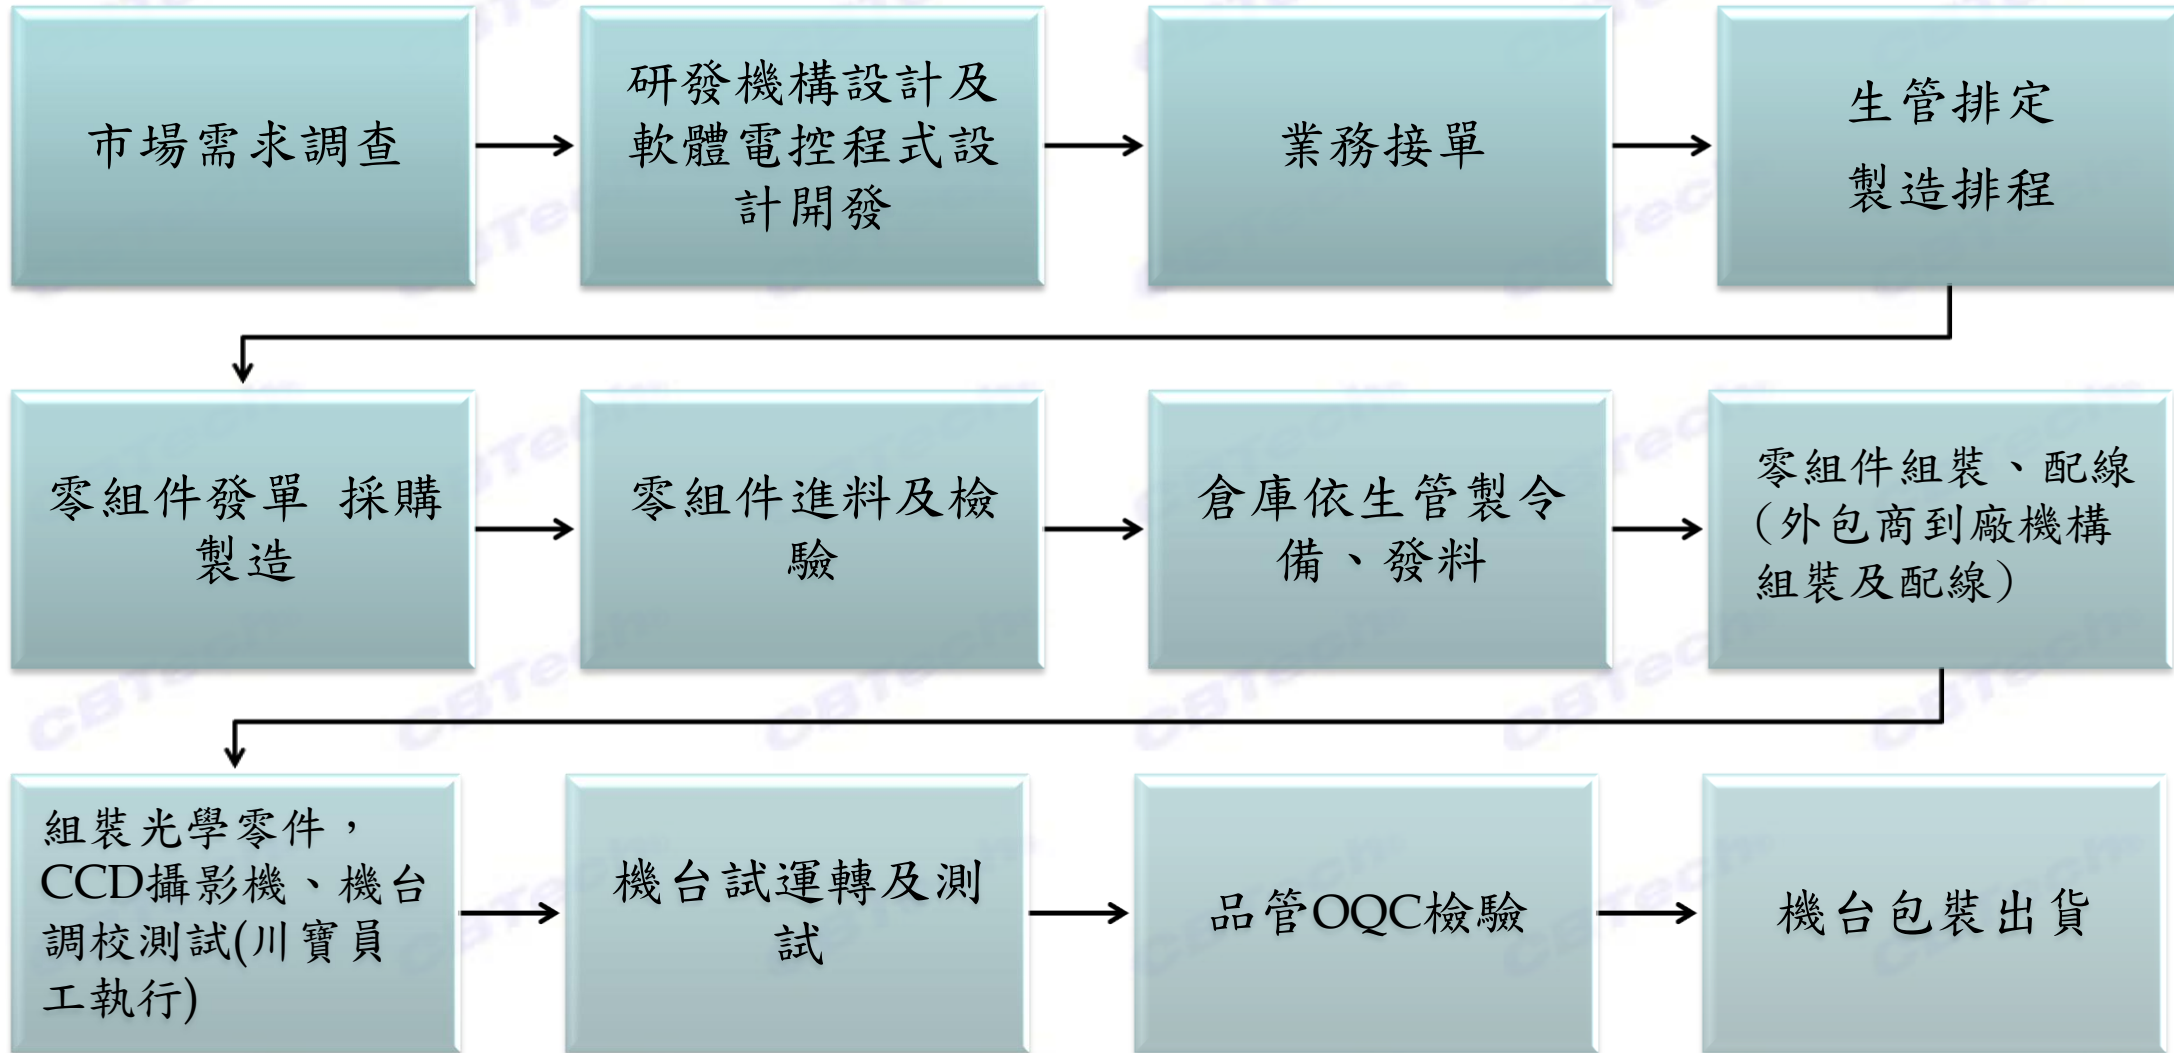 市場需求調查
研發機構設計及
軟體電控程式設
計開發
業務接單
生管排定
製造排程
零組件發單 採購
製造
零組件進料及檢
驗
倉庫依生管製令
備、發料
零組件組裝、配線
(外包商到廠機構
組裝及配線)
組裝光學零件，
CCD攝影機、機台
調校測試(川寶員
工執行)
機台試運轉及測
試
品管OQC檢驗
機台包裝出貨
CBTech